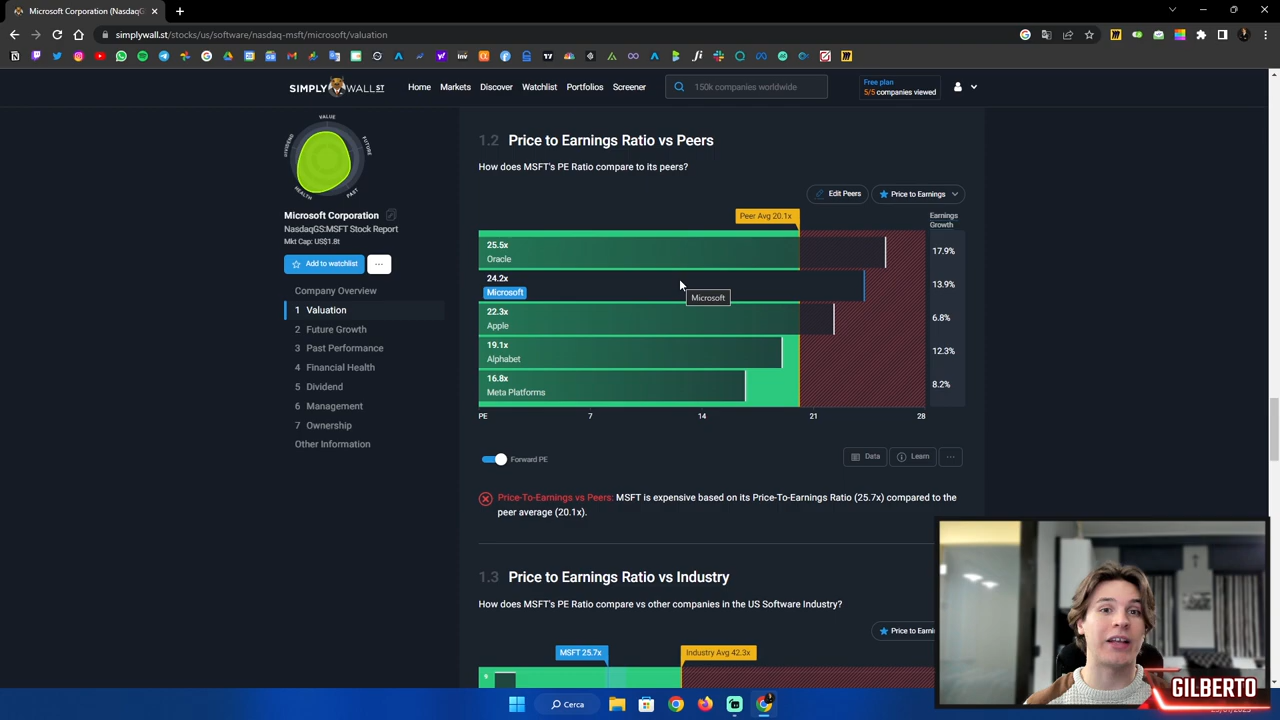 Microsoft Corporation (NasdaqG
simplywall.st/stocks/us/software/nasdaq-msft/microsoft/valuation
SIMPLY WALL ST
Home
Markets
Discover
Watchlist
Portfolios
Screener
150k companies worldwide
Free plan
5/5 companies viewed
VALUE
FUTURE
PAST
HEALTH
DIVIDEND
Microsoft Corporation
NasdaqGS:MSFT Stock Report
Mkt Cap: US$1.8t
Add to watchlist
Company Overview
1 Valuation
2 Future Growth
3 Past Performance
4 Financial Health
5 Dividend
6 Management
7 Ownership
Other Information
1.2 Price to Earnings Ratio vs Peers
How does MSFT's PE Ratio compare to its peers?
Edit Peers
Price to Earnings
Peer Avg 20.1x
Earnings
Growth
25.5x
Oracle
17.9%
24.2x
Microsoft
Microsoft
13.9%
22.3x
Apple
6.8%
19.1x
Alphabet
12.3%
16.8x
Meta Platforms
8.2%
PE 7 14 21 28
Forward PE
Data
Learn
Price-To-Earnings vs Peers: MSFT is expensive based on its Price-To-Earnings Ratio (25.7x) compared to the
peer average (20.1x).
1.3 Price to Earnings Ratio vs Industry
How does MSFT's PE Ratio compare vs other companies in the US Software Industry?
Price to Earni
MSFT 25.7x
Industry Avg 42.3x
GILBERTO
Cerca